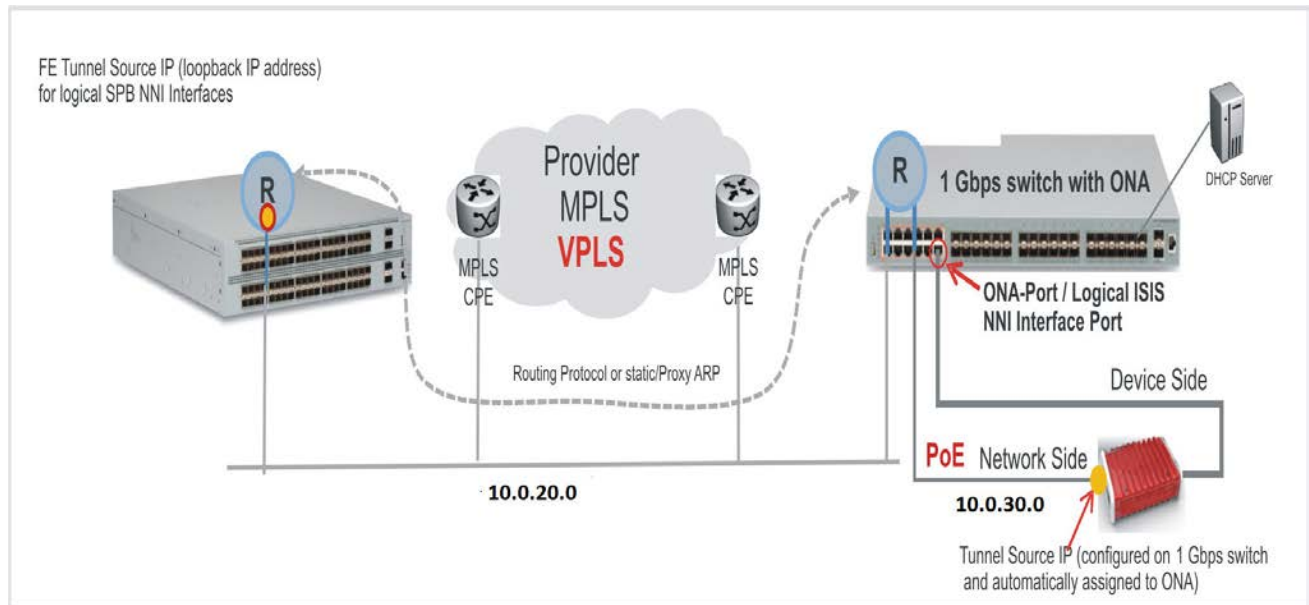 FE Tunnel Source IP (loopback IP address)
for logical SPB NNI Interfaces
R
Provider
MPLS
VPLS
MPLS
CPE
MPLS
CPE
R
1 Gbps switch with ONA
DHCP Server
ONA-Port / Logical ISIS
NNI Interface Port
Routing Protocol or static/Proxy ARP
Device Side
PoE Network Side
10.0.20.0
10.0.30.0
Tunnel Source IP (configured on 1 Gbps switch
and automatically assigned to ONA)